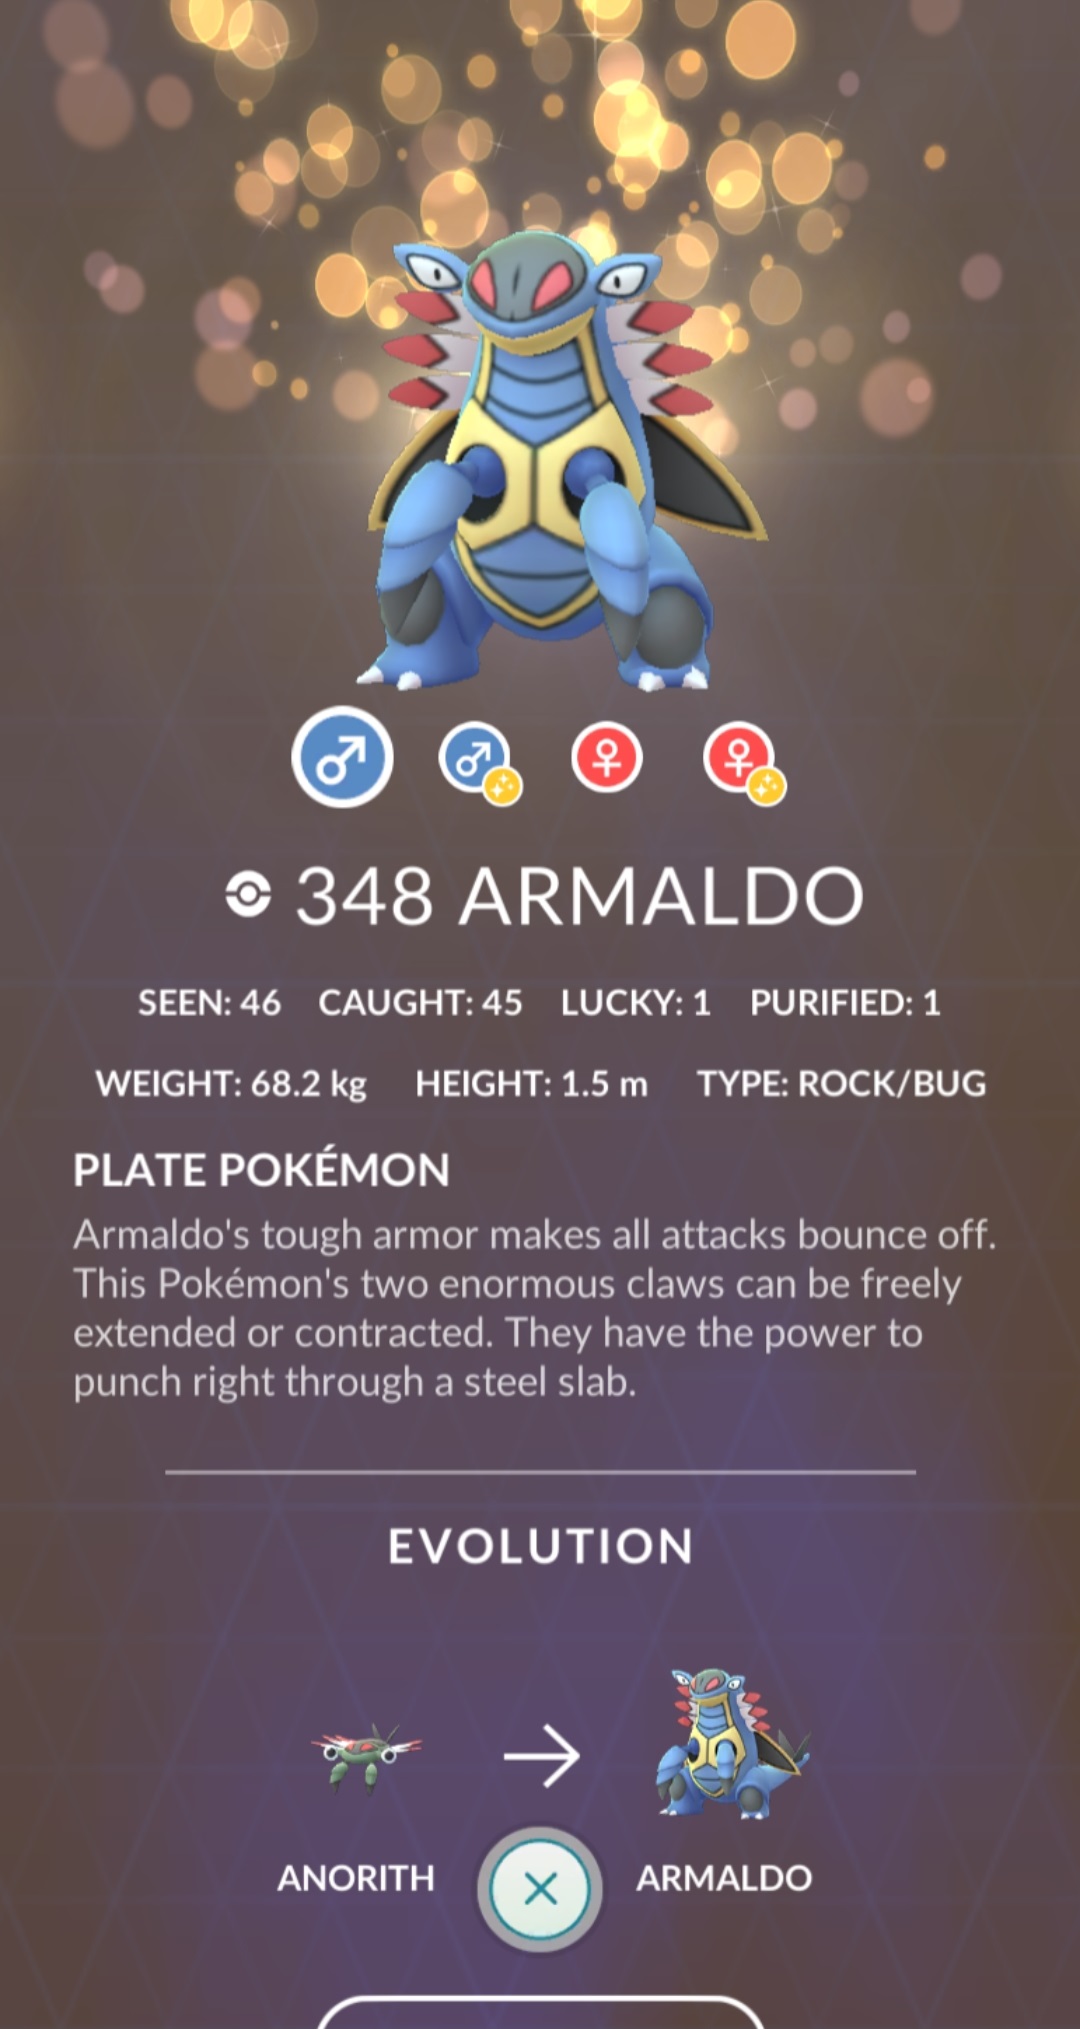 348 ARMALDO
SEEN: 46 CAUGHT: 45 LUCKY: 1 PURIFIED: 1
WEIGHT: 68.2 kg HEIGHT: 1.5 m TYPE: ROCK/BUG
PLATE POKÉMON
Armaldo's tough armor makes all attacks bounce off.
This Pokémon's two enormous claws can be freely
extended or contracted. They have the power to
punch right through a steel slab.
EVOLUTION
ANORITH ARMALDO